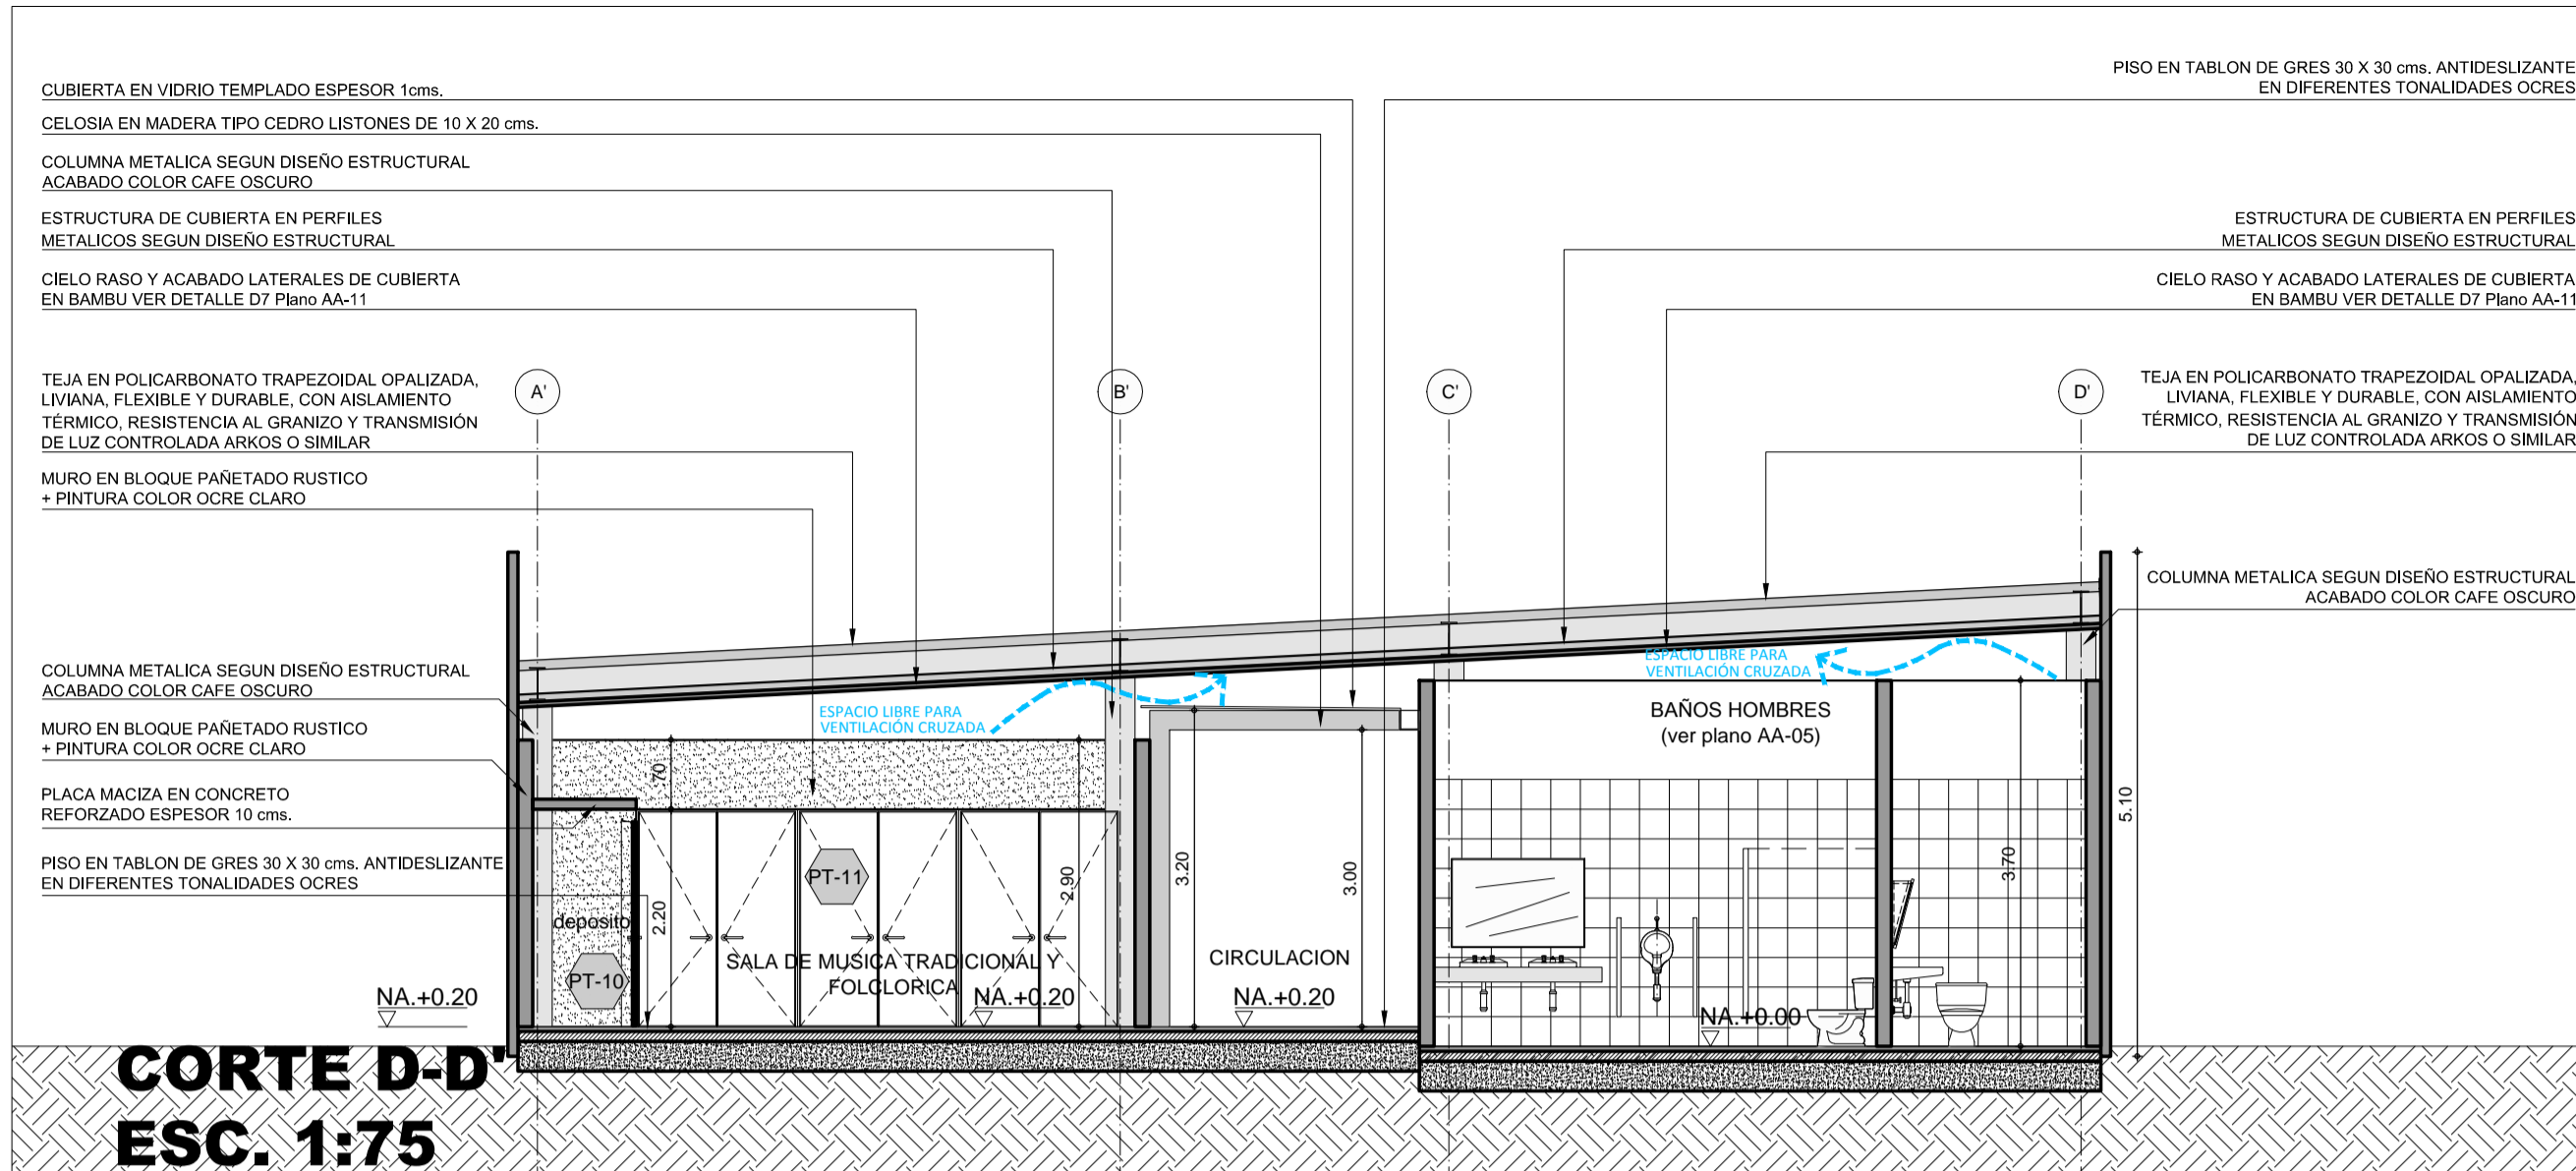 CUBIERTA EN VIDRIO TEMPLADO ESPESOR 1cms.
CELOSIA EN MADERA TIPO CEDRO LISTONES DE 10 X 20 cms.
COLUMNA METALICA SEGUN DISEÑO ESTRUCTURAL
ACABADO COLOR CAFE OSCURO
ESTRUCTURA DE CUBIERTA EN PERFILES
METALICOS SEGUN DISEÑO ESTRUCTURAL
CIELO RASO Y ACABADO LATERALES DE CUBIERTA
EN BAMBU VER DETALLE D7 Plano AA-11
TEJA EN POLICARBONATO TRAPEZOIDAL OPALIZADA,
LIVIANA, FLEXIBLE Y DURABLE, CON AISLAMIENTO
TÉRMICO, RESISTENCIA AL GRANIZO Y TRANSMISIÓN
DE LUZ CONTROLADA ARKOS O SIMILAR
MURO EN BLOQUE PAÑETADO RUSTICO
+ PINTURA COLOR OCRE CLARO
COLUMNA METALICA SEGUN DISEÑO ESTRUCTURAL
ACABADO COLOR CAFE OSCURO
MURO EN BLOQUE PAÑETADO RUSTICO
+ PINTURA COLOR OCRE CLARO
PLACA MACIZA EN CONCRETO
REFORZADO ESPESOR 10 cms.
PISO EN TABLON DE GRES 30 X 30 cms. ANTIDESLIZANTE
EN DIFERENTES TONALIDADES OCRES
PISO EN TABLON DE GRES 30 X 30 cms. ANTIDESLIZANTE
EN DIFERENTES TONALIDADES OCRES
ESTRUCTURA DE CUBIERTA EN PERFILES
METALICOS SEGUN DISEÑO ESTRUCTURAL
CIELO RASO Y ACABADO LATERALES DE CUBIERTA
EN BAMBU VER DETALLE D7 Plano AA-11
TEJA EN POLICARBONATO TRAPEZOIDAL OPALIZADA,
LIVIANA, FLEXIBLE Y DURABLE, CON AISLAMIENTO
TÉRMICO, RESISTENCIA AL GRANIZO Y TRANSMISIÓN
DE LUZ CONTROLADA ARKOS O SIMILAR
COLUMNA METALICA SEGUN DISEÑO ESTRUCTURAL
ACABADO COLOR CAFE OSCURO
A'
B'
C'
D'
ESPACIO LIBRE PARA
VENTILACIÓN CRUZADA
ESPACIO LIBRE PARA
VENTILACIÓN CRUZADA
BAÑOS HOMBRES
(ver plano AA-05)
.70
2.20
2.90
3.20
3.00
3.70
5.10
deposito
PT-10
PT-11
SALA DE MUSICA TRADICIONAL Y
FOLCLORICA
CIRCULACION
NA.+0.20
NA.+0.20
NA.+0.20
NA.+0.00
CORTE D-D'
ESC. 1:75